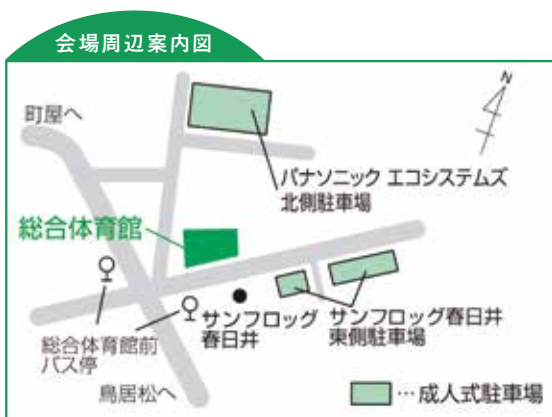 会場周辺案内図
N
町屋へ
パナソニック エコシステムズ
北側駐車場
総合体育館
サンフロッグ
春日井
サンフロッグ春日井
東側駐車場
総合体育館前
バス停
鳥居松へ
…成人式駐車場